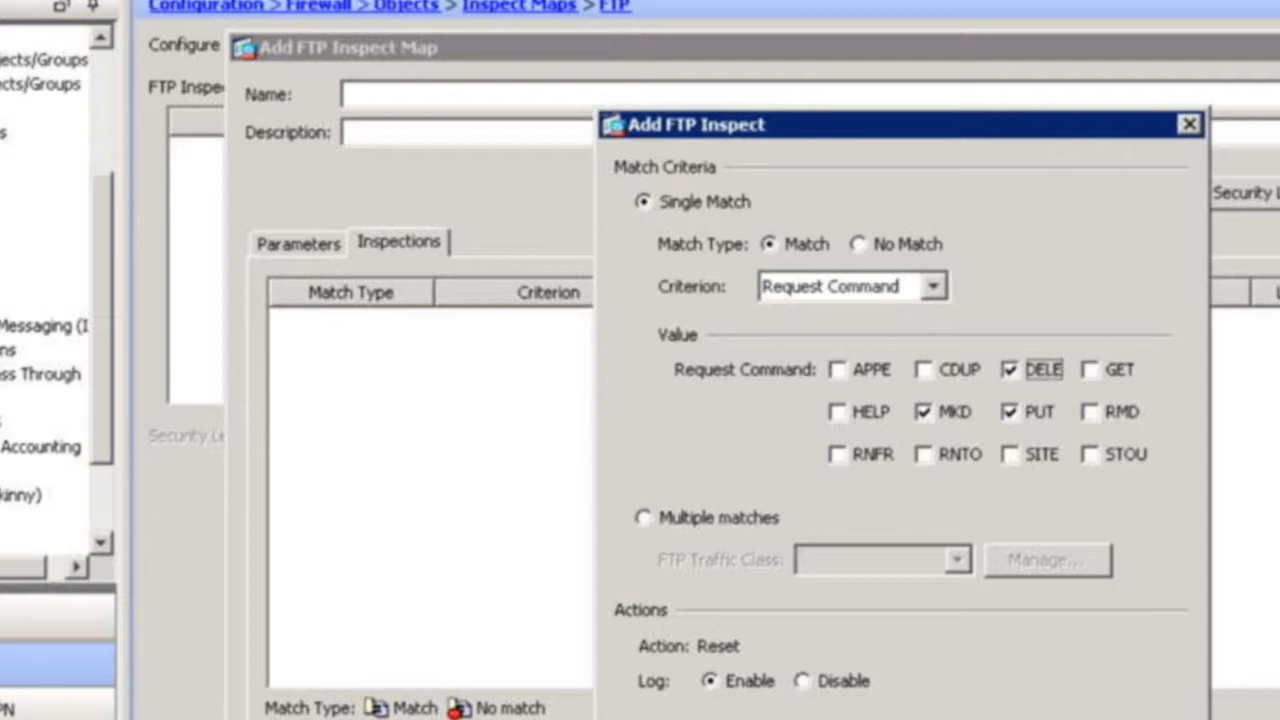 Configuration > Firewall > Objects > Inspect Maps > FTP
Configure
Add FTP Inspect Map
FTP Inspe
Name:
Description:
Add FTP Inspect
Match Criteria
Single Match
Match Type: Match No Match
Criterion: Request Command
Value
Request Command: APPE CDUP DELE GET
HELP MKD PUT RMD
RNFR RNTO SITE STOU
Multiple matches
FTP Traffic Class: Manage...
Actions
Action: Reset
Log: Enable Disable
Parameters Inspections
Match Type Criterion
Match Type: Match No match
Security L
Security Le
jects/Groups
ects/Groups
s
Messaging (I
ns
ss Through
Accounting
kinny)
PN